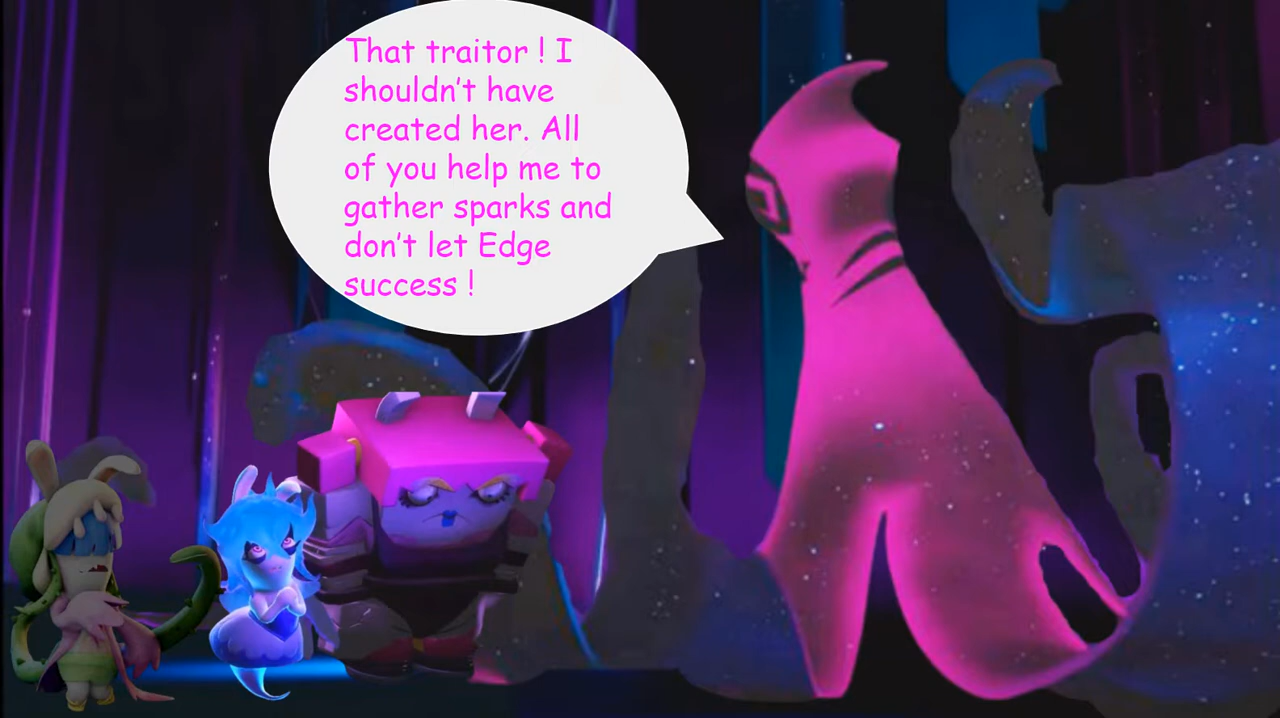 That traitor ! I
shouldn't have
created her. All
of you help me to
gather sparks and
don't let Edge
success !